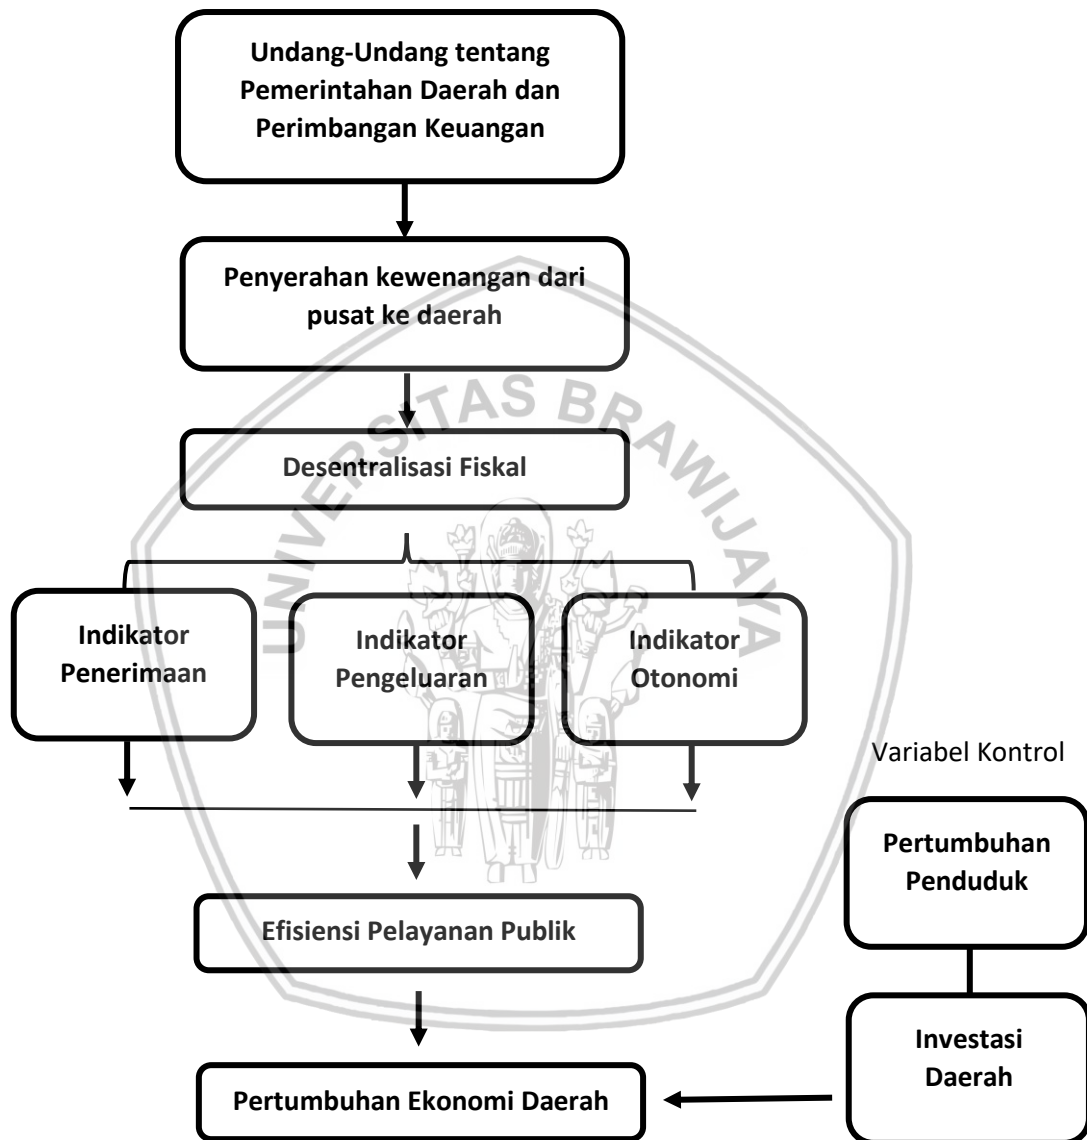 Undang-Undang tentang
Pemerintahan Daerah dan
Perimbangan Keuangan
Penyerahan kewenangan dari
pusat ke daerah
UNIVERSITAS BRAWIJAYA
Desentralisasi Fiskal
Indikator
Penerimaan
Indikator
Pengeluaran
Indikator
Otonomi
Variabel Kontrol
Pertumbuhan
Penduduk
Efisiensi Pelayanan Publik
Investasi
Daerah
Pertumbuhan Ekonomi Daerah